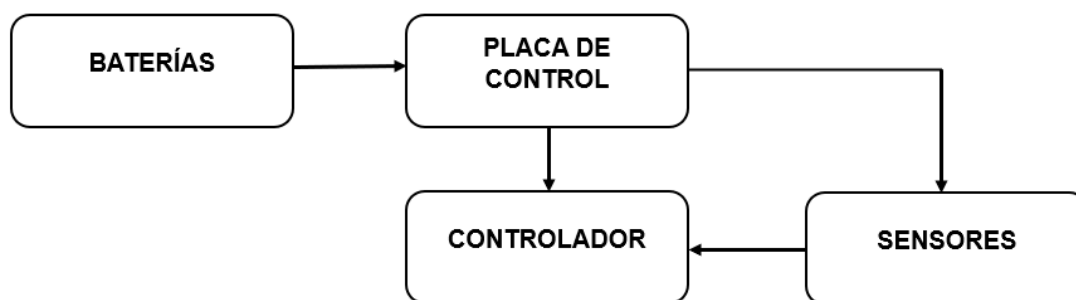 BATERÍAS
PLACA DE
CONTROL
CONTROLADOR
SENSORES